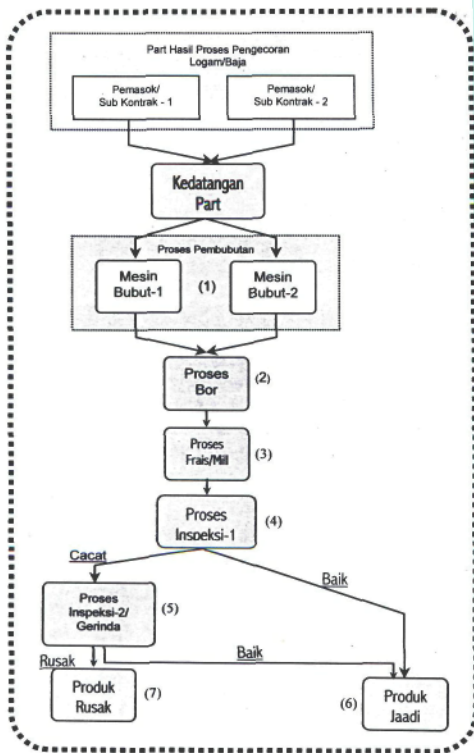 Part Hasil Proses Pengecoran
Logam/Baja
Pemasok/
Sub Kontrak - 1
Pemasok/
Sub Kontrak - 2
Kedatangan
Part
Proses Pembubutan
Mesin
Bubut-1
(1)
Mesin
Bubut-2
Proses
Bor
(2)
Proses
Frais/Mill
(3)
Proses
Inspeksi-1
(4)
Cacat
Baik
Proses
Inspeksi-2/
Gerinda
(5)
Rusak
Baik
Produk
Rusak
(7)
(6)
Produk
Jaadi